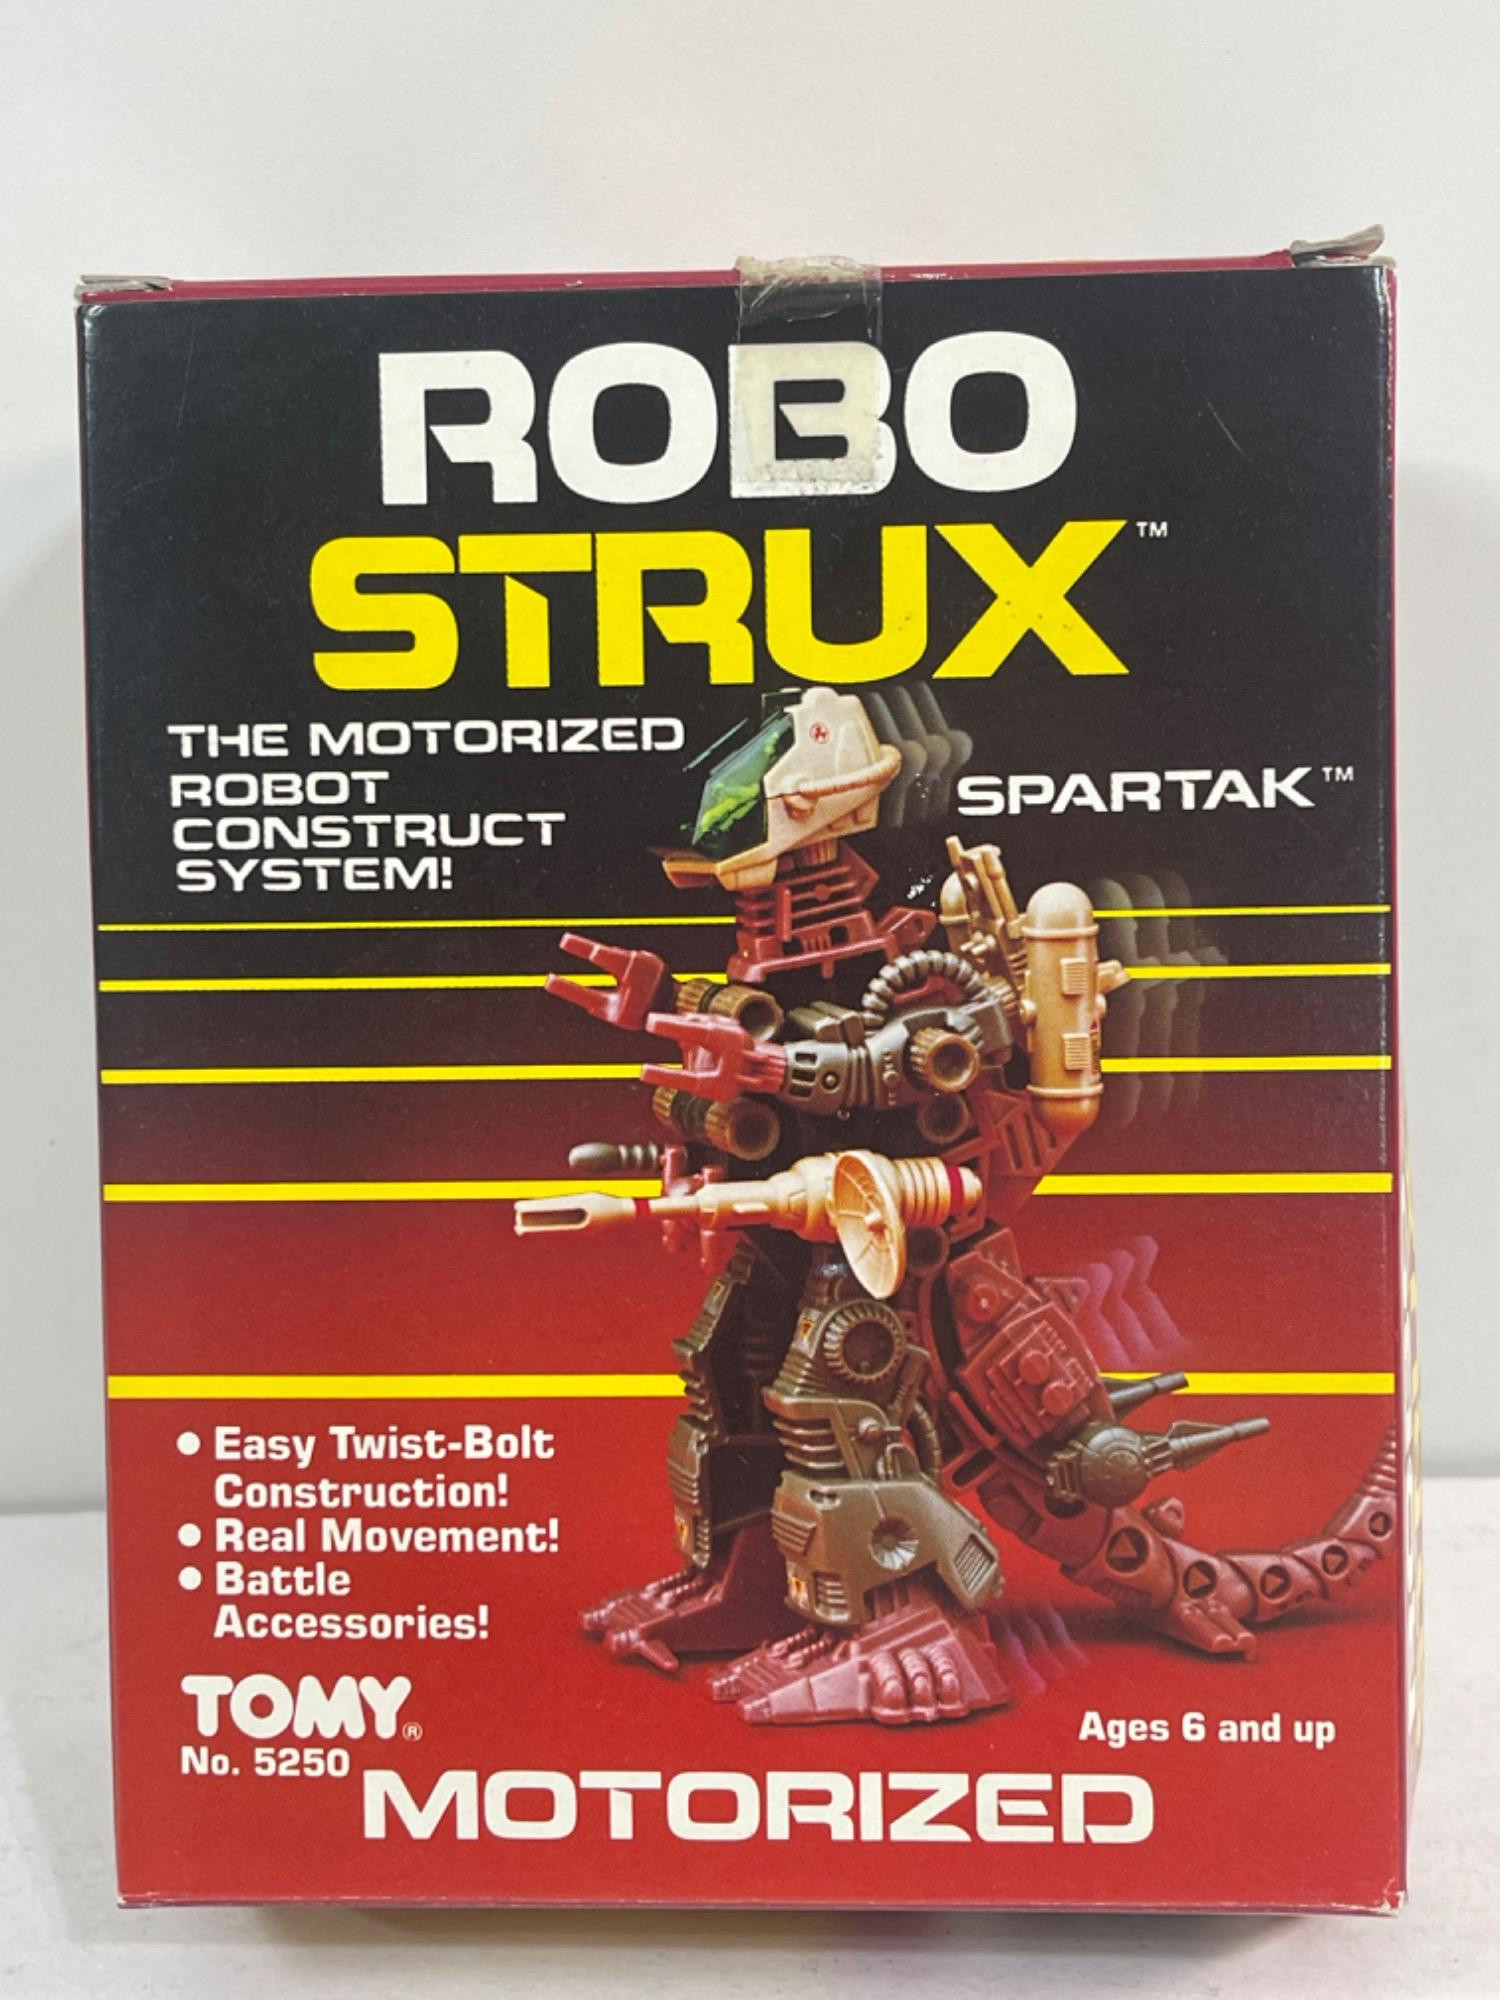 ROBO
STRUX™
THE MOTORIZED
ROBOT
CONSTRUCT
SYSTEM!
SPARTAK™
• Easy Twist-Bolt
Construction!
• Real Movement!
• Battle
Accessories!
TOMY®
No. 5250
Ages 6 and up
MOTORIZED